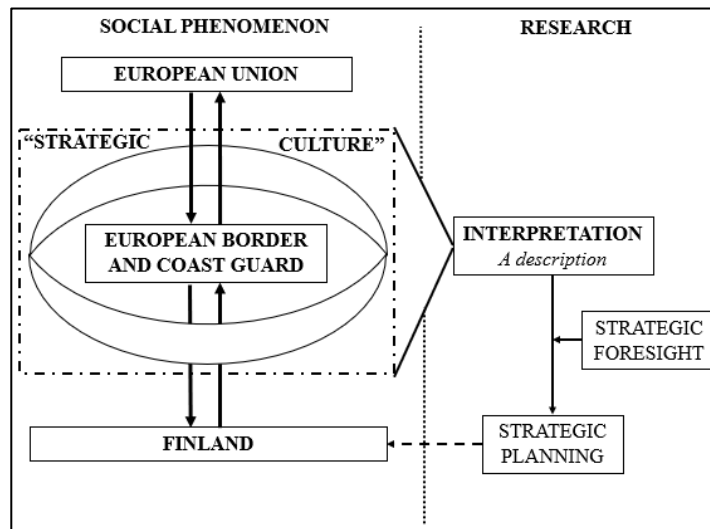 SOCIAL PHENOMENON
RESEARCH
EUROPEAN UNION
“STRATEGIC
CULTURE”
EUROPEAN BORDER
AND COAST GUARD
INTERPRETATION
A description
STRATEGIC
FORESIGHT
FINLAND
STRATEGIC
PLANNING